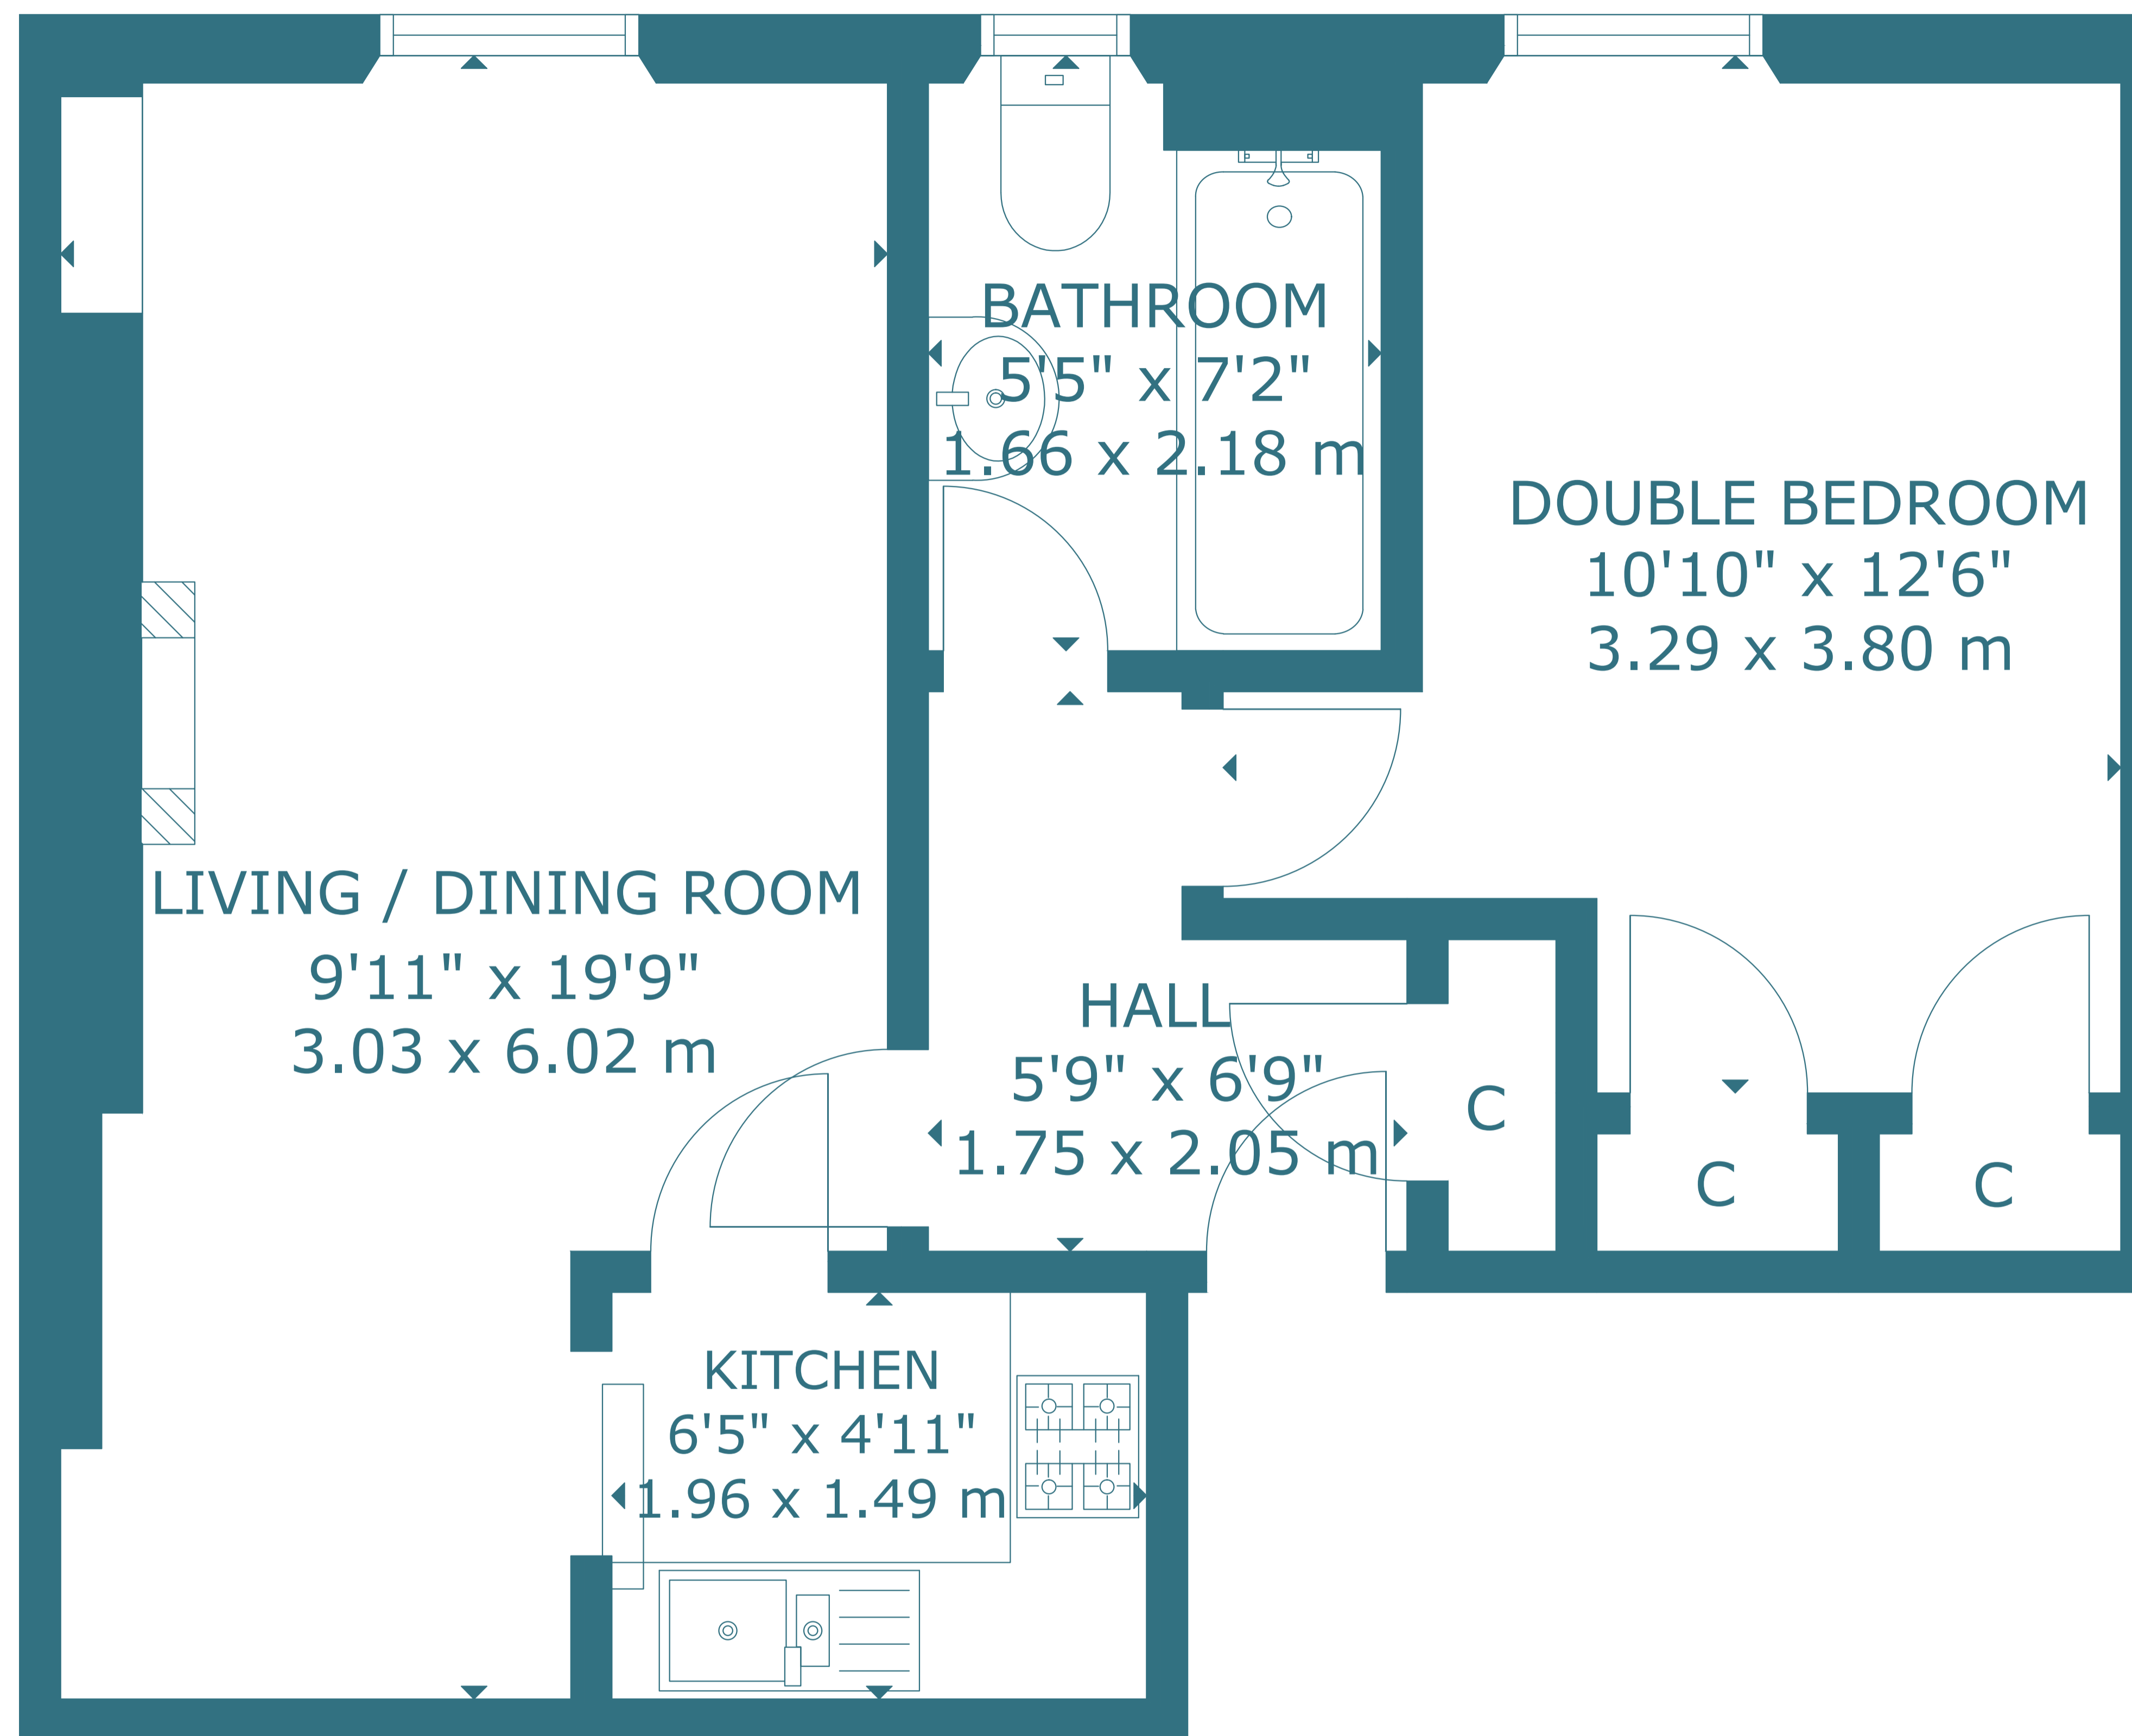 BATHROOM
5'5" x 7'2"
1.66 x 2.18 m
DOUBLE BEDROOM
10'10" x 12'6"
3.29 x 3.80 m
LIVING / DINING ROOM
9'11" x 19'9"
3.03 x 6.02 m
HALL
5'9" x 6'9"
1.75 x 2.05 m
C
C
C
KITCHEN
6'5" x 4'11"
1.96 x 1.49 m